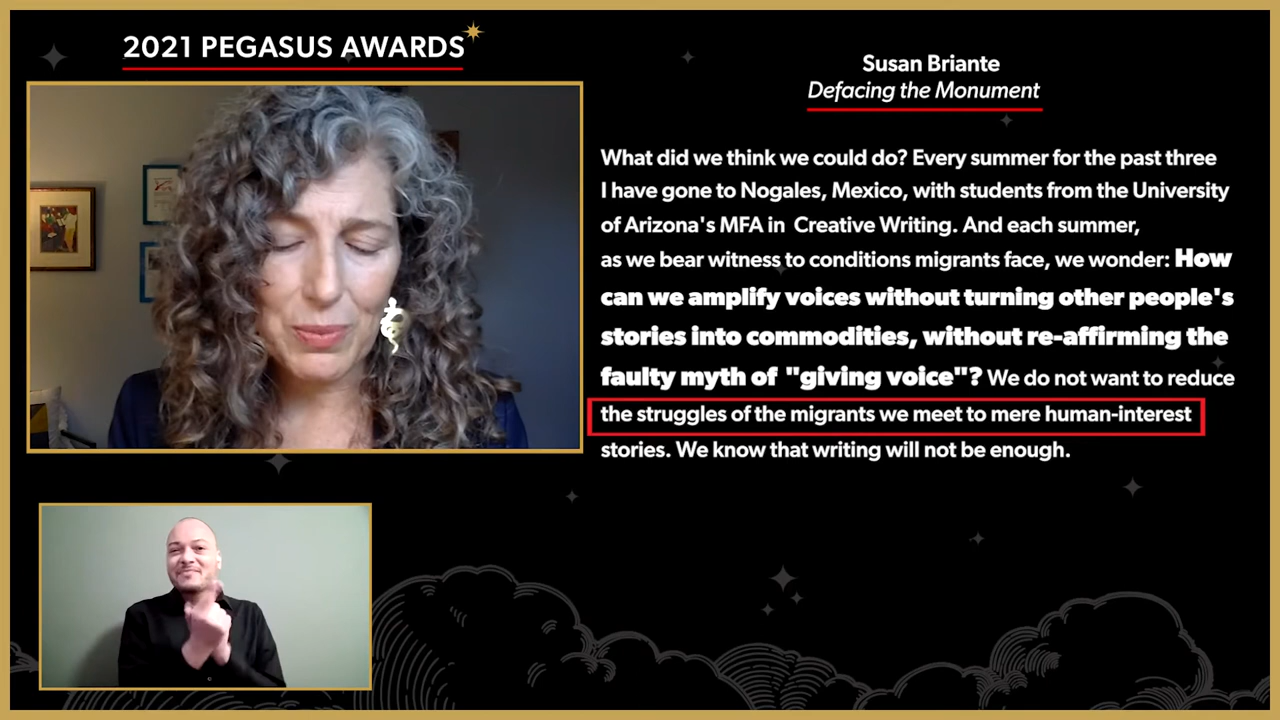 2021 PEGASUS AWARDS
Susan Briante
Defacing the Monument
What did we think we could do? Every summer for the past three
I have gone to Nogales, Mexico, with students from the University
of Arizona's MFA in Creative Writing. And each summer,
as we bear witness to conditions migrants face, we wonder: How
can we amplify voices without turning other people's
stories into commodities, without re-affirming the
faulty myth of "giving voice"? We do not want to reduce
the struggles of the migrants we meet to mere human-interest
stories. We know that writing will not be enough.